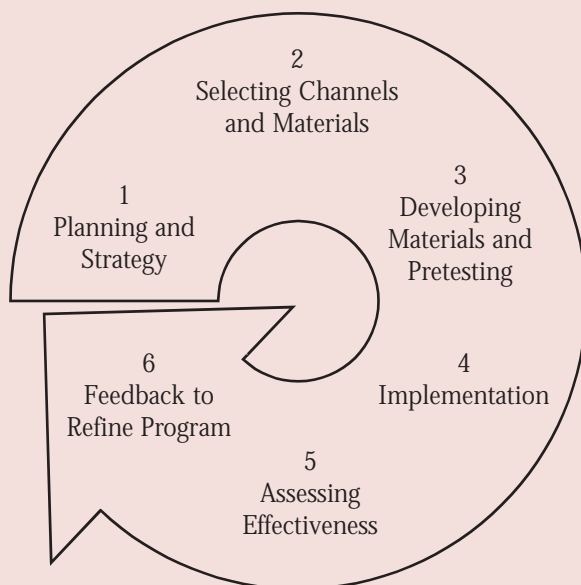 1
Planning and
Strategy
2
Selecting Channels
and Materials
3
Developing
Materials and
Pretesting
4
Implementation
5
Assessing
Effectiveness
6
Feedback to
Refine Program